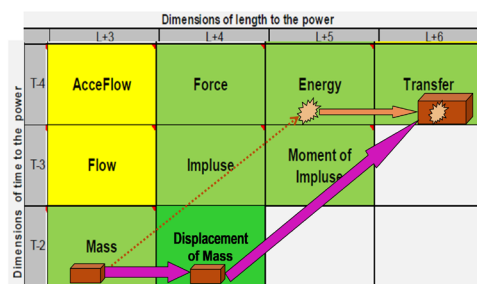 Dimensions of length to the power
L+3 L+4 L+5 L+6
Dimensions of time to the power
T-4 AcceFlow Force Energy Transfer
T-3 Flow Impluse Moment of
Impluse
T-2 Mass Displacement
of Mass